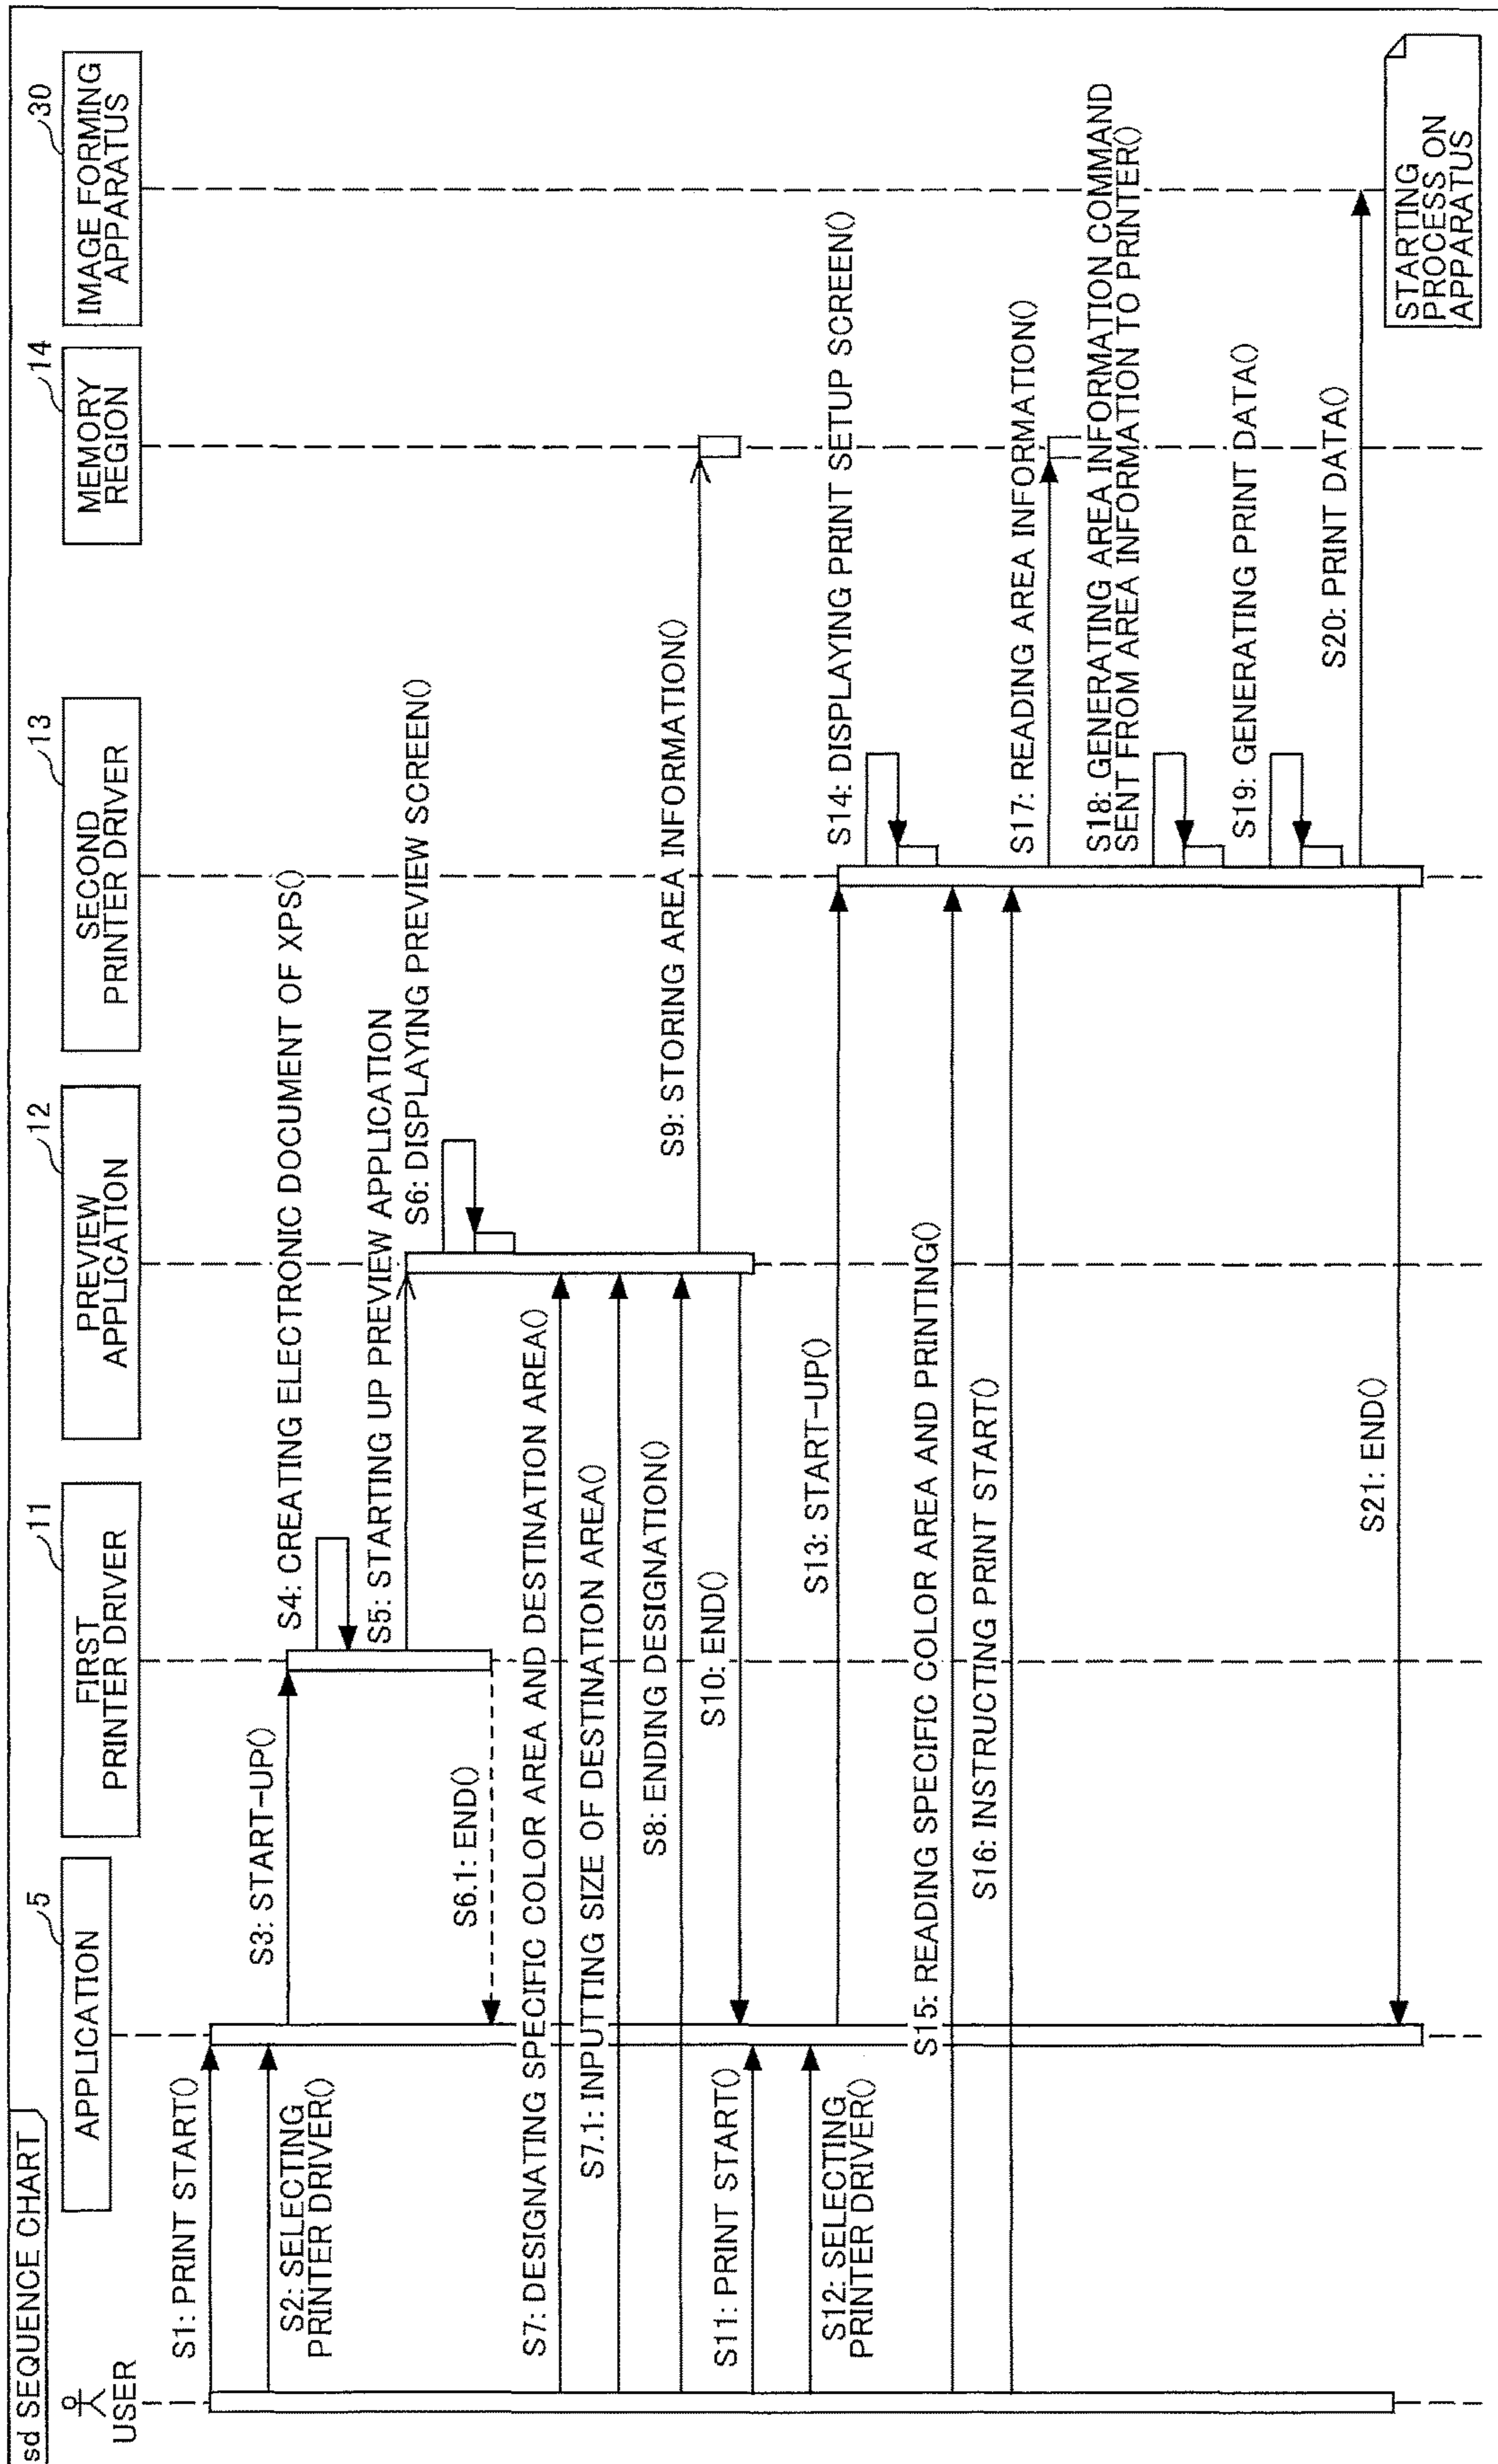 sd SEQUENCE CHART
USER
5
APPLICATION
11
FIRST
PRINTER DRIVER
12
PREVIEW
APPLICATION
13
SECOND
PRINTER DRIVER
14
MEMORY
REGION
30
IMAGE FORMING
APPARATUS
S1: PRINT START()
S2: SELECTING
PRINTER DRIVER()
S3: START-UP()
S4: CREATING ELECTRONIC DOCUMENT OF XPS()
S5: STARTING UP PREVIEW APPLICATION
S6: DISPLAYING PREVIEW SCREEN()
S6.1: END()
S7: DESIGNATING SPECIFIC COLOR AREA AND DESTINATION AREA()
S7.1: INPUTTING SIZE OF DESTINATION AREA()
S8: ENDING DESIGNATION()
S9: STORING AREA INFORMATION()
S10: END()
S11: PRINT START()
S12: SELECTING
PRINTER DRIVER()
S13: START-UP()
S14: DISPLAYING PRINT SETUP SCREEN()
S15: READING SPECIFIC COLOR AREA AND PRINTING()
S16: INSTRUCTING PRINT START()
S17: READING AREA INFORMATION()
S18: GENERATING AREA INFORMATION COMMAND
SENT FROM AREA INFORMATION TO PRINTER()
S19: GENERATING PRINT DATA()
S20: PRINT DATA()
S21: END()
STARTING
PROCESS ON
APPARATUS